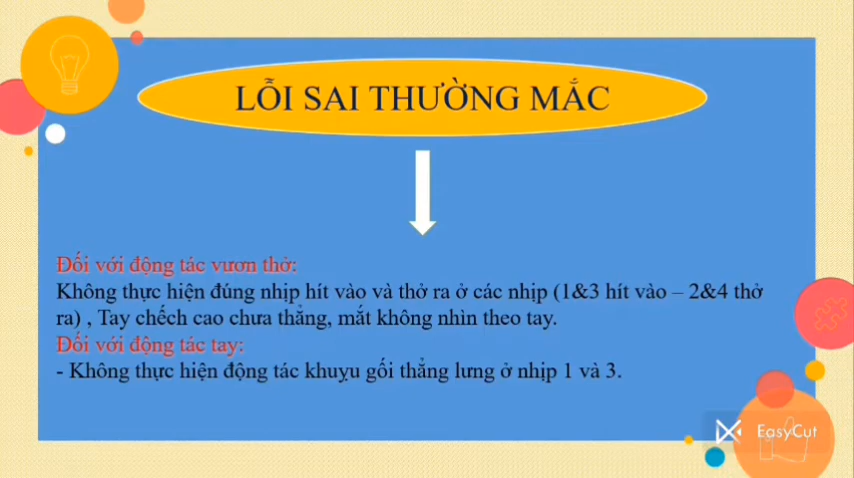 LỖI SAI THƯỜNG MẮC
Đối với động tác vươn thở:
Không thực hiện đúng nhịp hít vào và thở ra ở các nhịp (1&3 hít vào – 2&4 thở
ra) , Tay chếch cao chưa thẳng, mắt không nhìn theo tay.
Đối với động tác tay:
- Không thực hiện động tác khuỵu gối thẳng lưng ở nhịp 1 và 3.
EasyCut